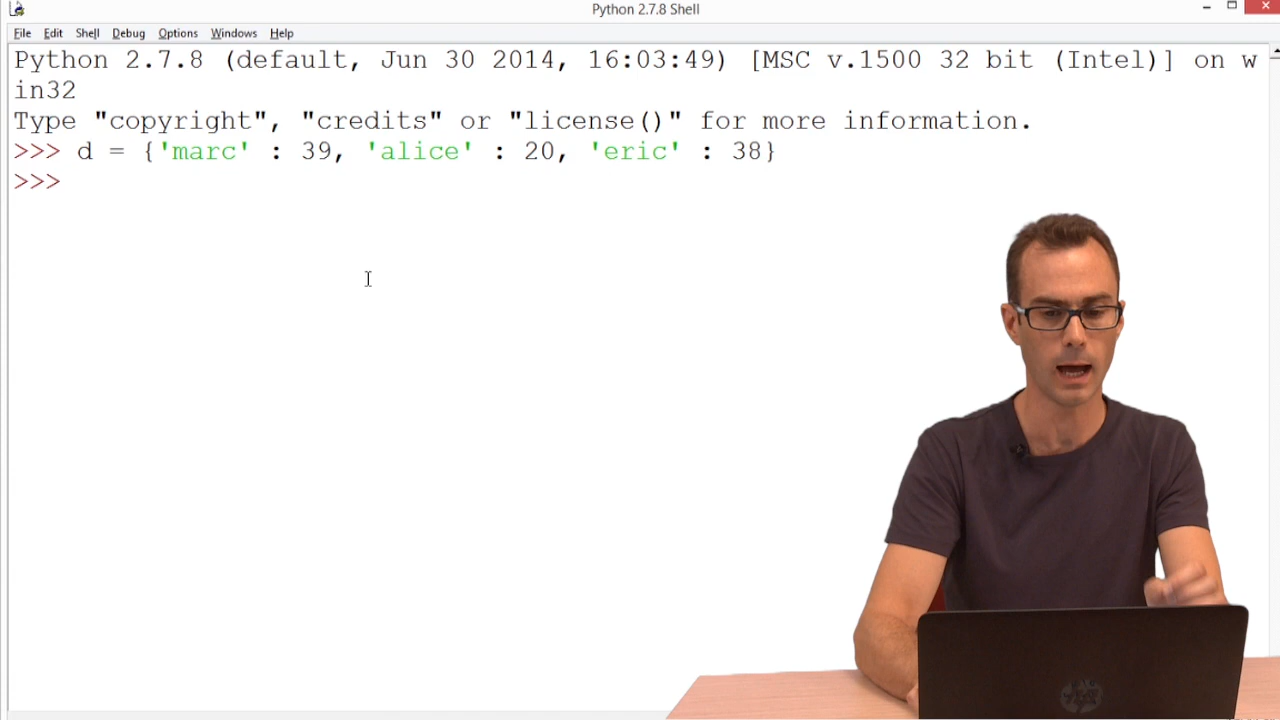 Python 2.7.8 Shell
File Edit Shell Debug Options Windows Help
Python 2.7.8 (default, Jun 30 2014, 16:03:49) [MSC v.1500 32 bit (Intel)] on w
in32
Type "copyright", "credits" or "license()" for more information.
>>> d = {'marc' : 39, 'alice' : 20, 'eric' : 38}
>>>